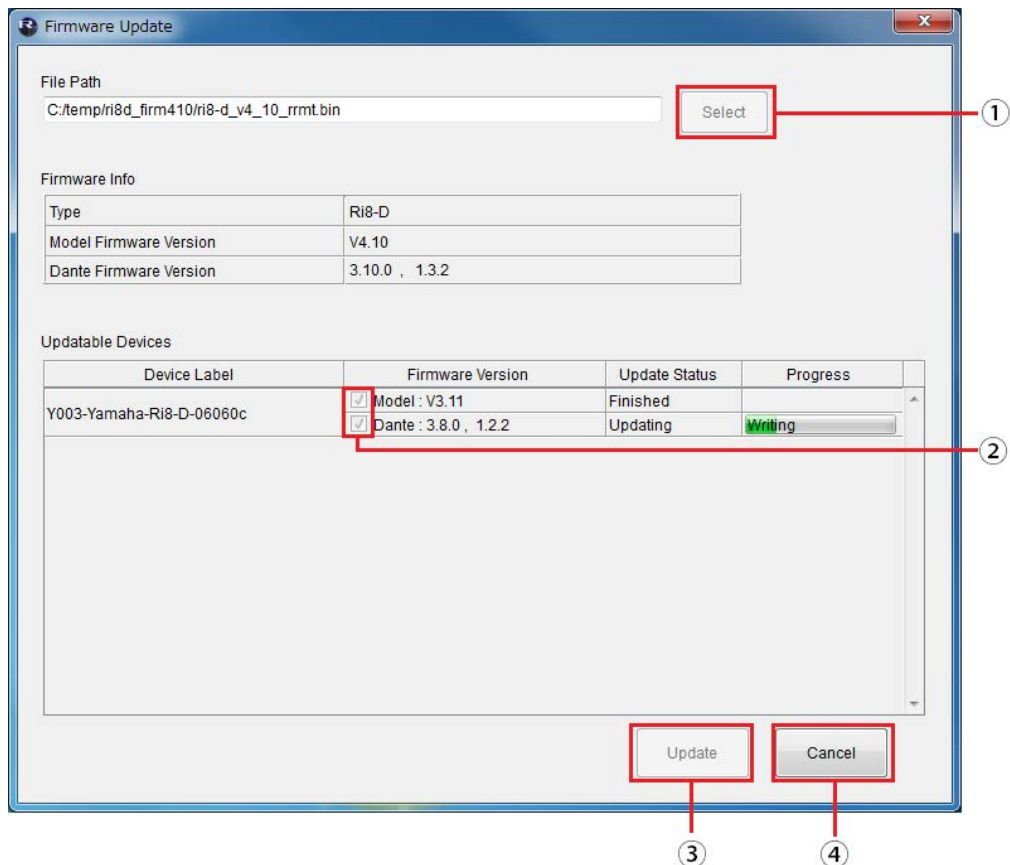 Firmware Update
File Path
C:/temp/ri8d_firm410/ri8-d_v4_10_rrmt.bin
Select
①
Firmware Info
Type Ri8-D
Model Firmware Version V4.10
Dante Firmware Version 3.10.0 , 1.3.2
Updatable Devices
Device Label Firmware Version Update Status Progress
Y003-Yamaha-Ri8-D-06060c
Model : V3.11 Finished
Dante : 3.8.0 , 1.2.2 Updating Writing
②
Update Cancel
③ ④